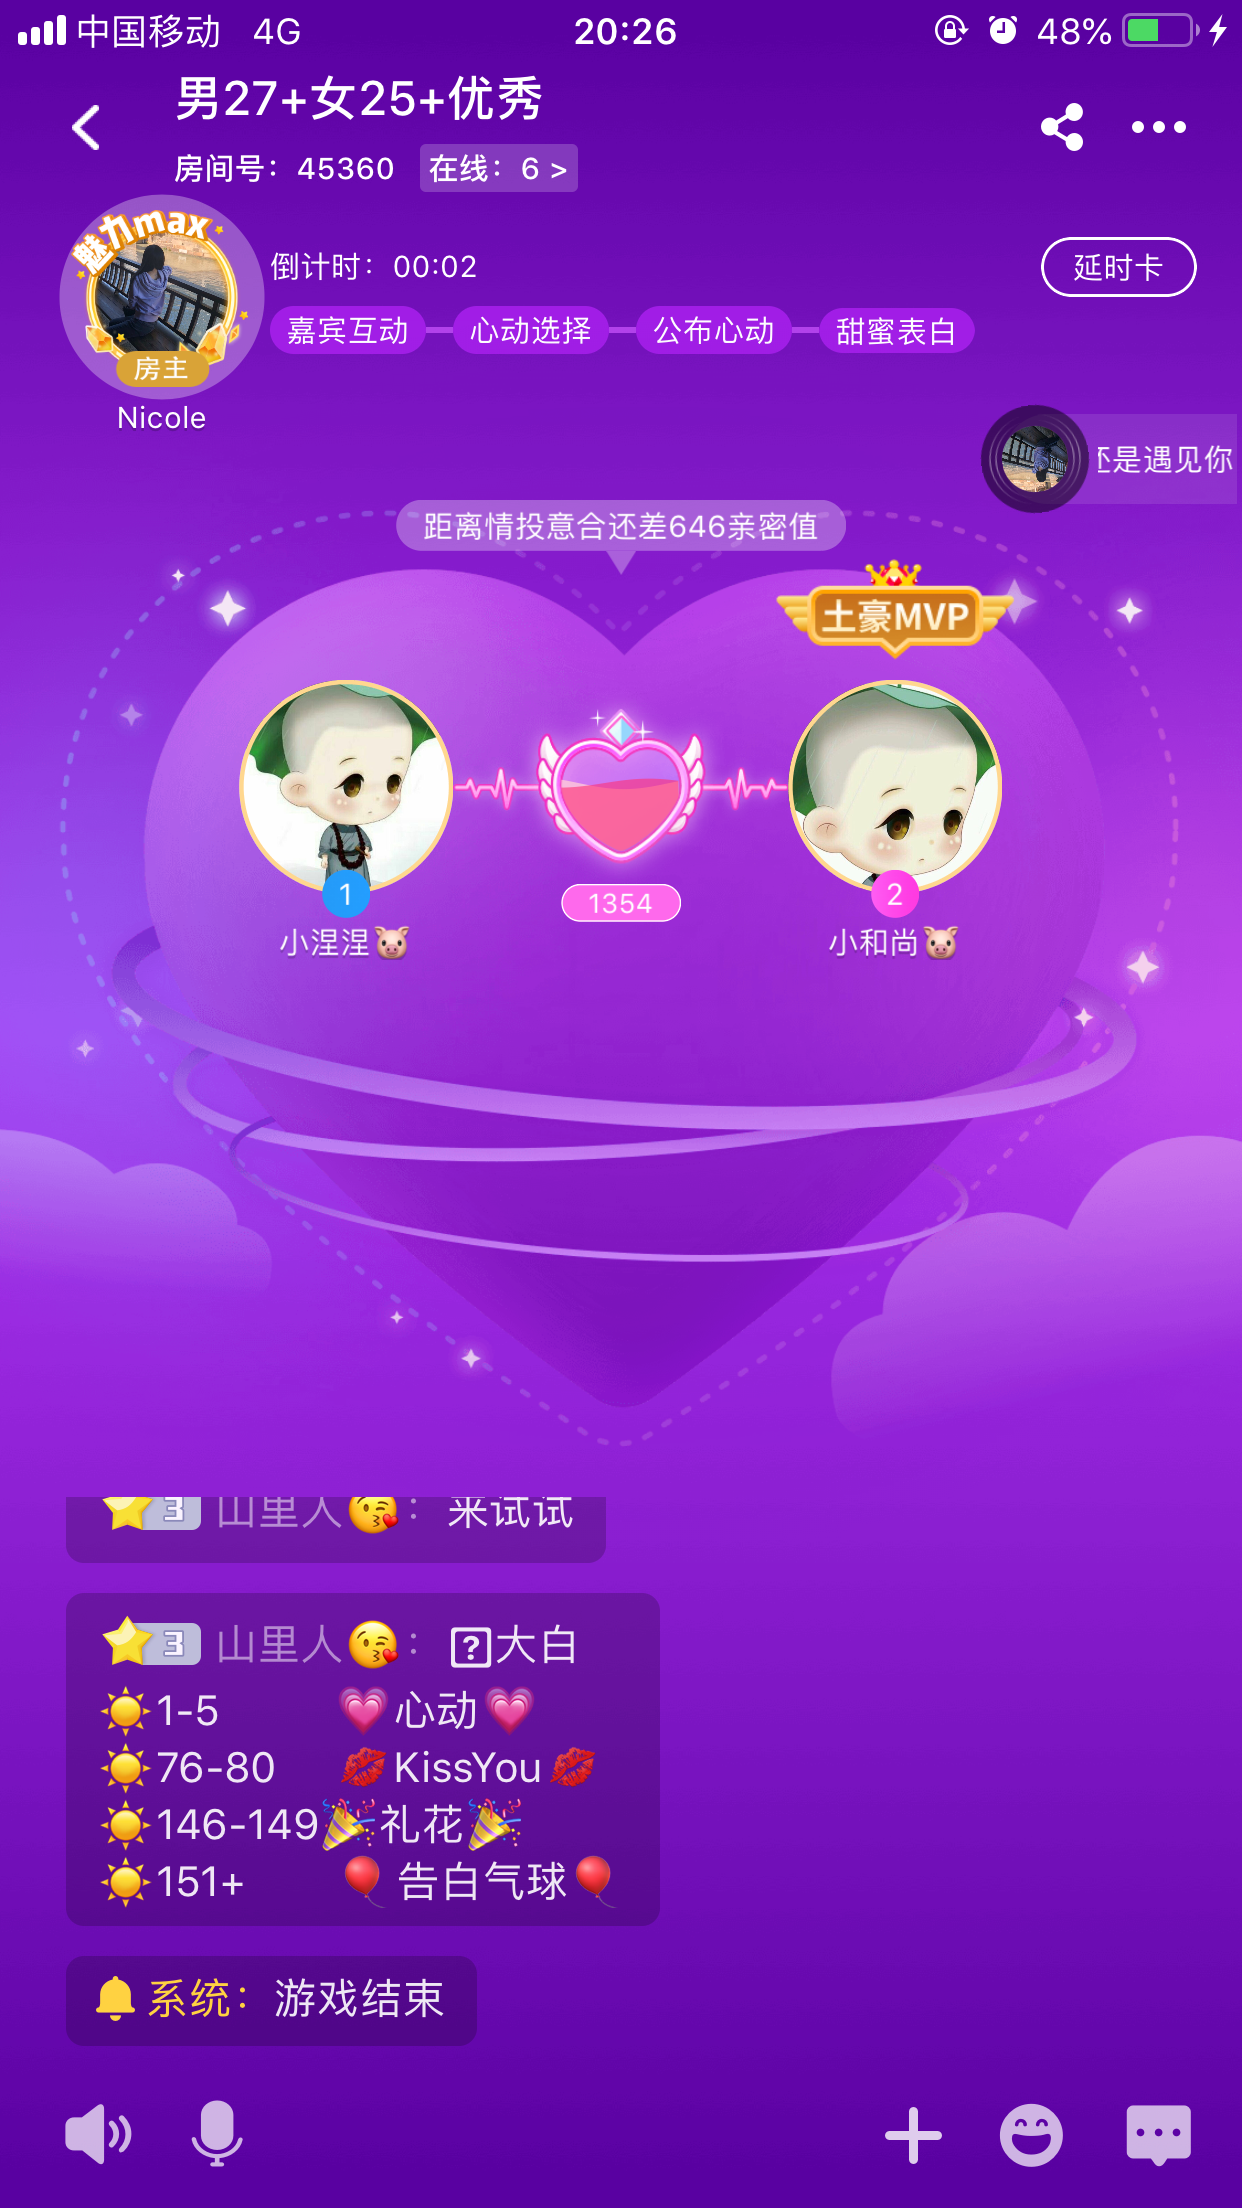 中国移动 4G 20:26 48%
男27+女25+优秀
房间号：45360 在线：6 >
魅力max
倒计时：00:02
延时卡
嘉宾互动 心动选择 公布心动 甜蜜表白
房主
Nicole
还是遇见你
距离情投意合还差646亲密值
土豪MVP
1
1354
2
小涅涅🐷
小和尚🐷
3 山里人😘： 来试试
3 山里人😘： ?大白
☀️1-5 💗心动💗
☀️76-80 💋KissYou💋
☀️146-149🎉礼花🎉
☀️151+ 🎈告白气球🎈
系统：游戏结束